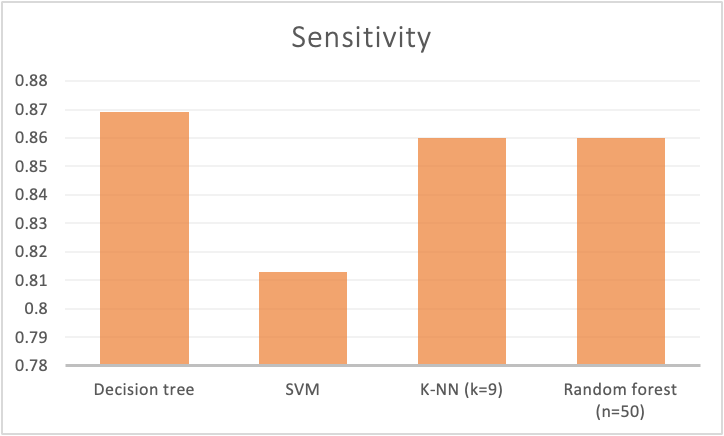 Sensitivity
0.88
0.87
0.86
0.85
0.84
0.83
0.82
0.81
0.8
0.79
0.78
Decision tree
SVM
K-NN (k=9)
Random forest
(n=50)